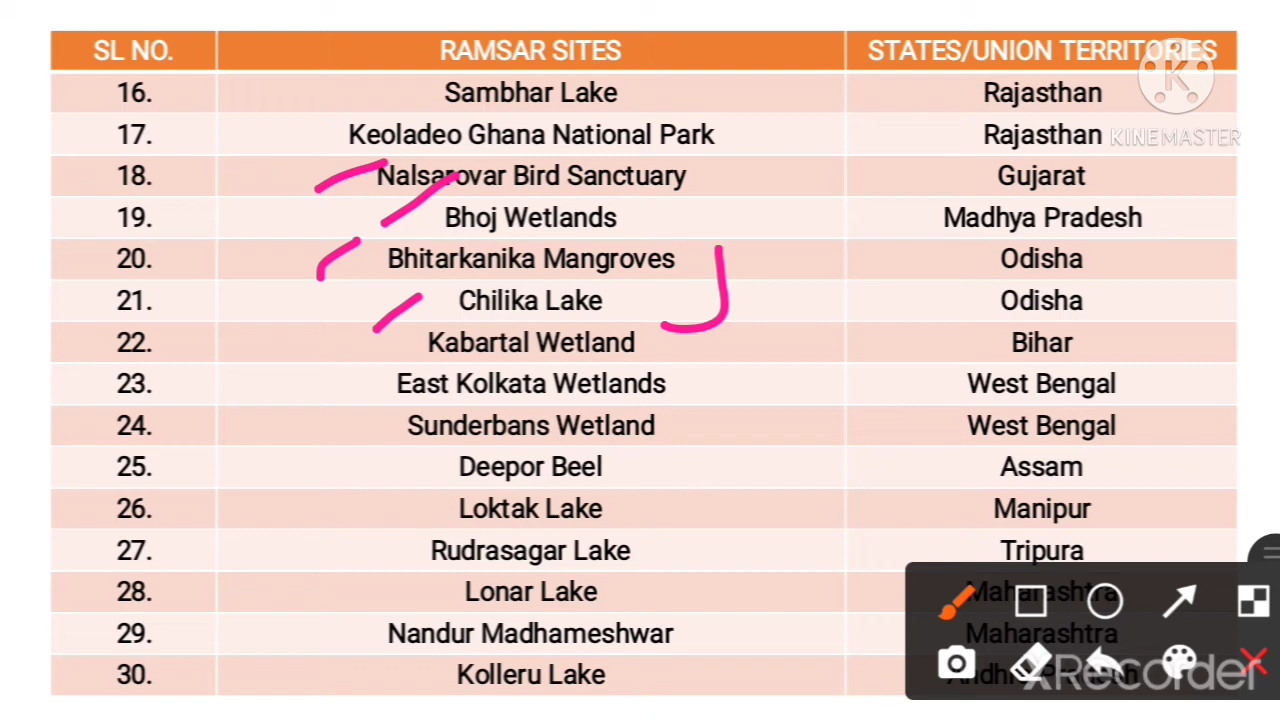 SL NO. RAMSAR SITES STATES/UNION TERRITORIES
16. Sambhar Lake Rajasthan
17. Keoladeo Ghana National Park Rajasthan
KINEMASTER
18. Nalsarovar Bird Sanctuary Gujarat
19. Bhoj Wetlands Madhya Pradesh
20. Bhitarkanika Mangroves Odisha
21. Chilika Lake Odisha
22. Kabartal Wetland Bihar
23. East Kolkata Wetlands West Bengal
24. Sunderbans Wetland West Bengal
25. Deepor Beel Assam
26. Loktak Lake Manipur
27. Rudrasagar Lake Tripura
28. Lonar Lake Maharashtra
29. Nandur Madhameshwar Maharashtra
30. Kolleru Lake Andhra Pradesh
XRecorder